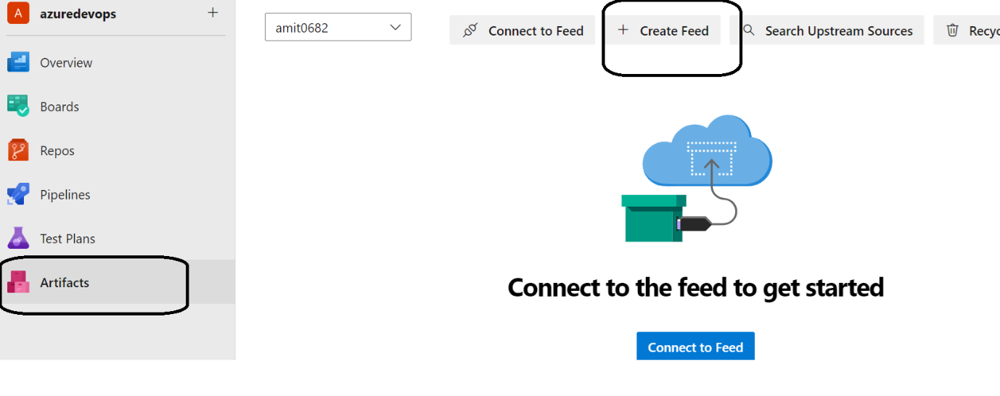 A azuredevops +
Overview
Boards
Repos
Pipelines
Test Plans
Artifacts
amit0682
Connect to Feed
+ Create Feed
Search Upstream Sources
Recyc
Connect to the feed to get started
Connect to Feed